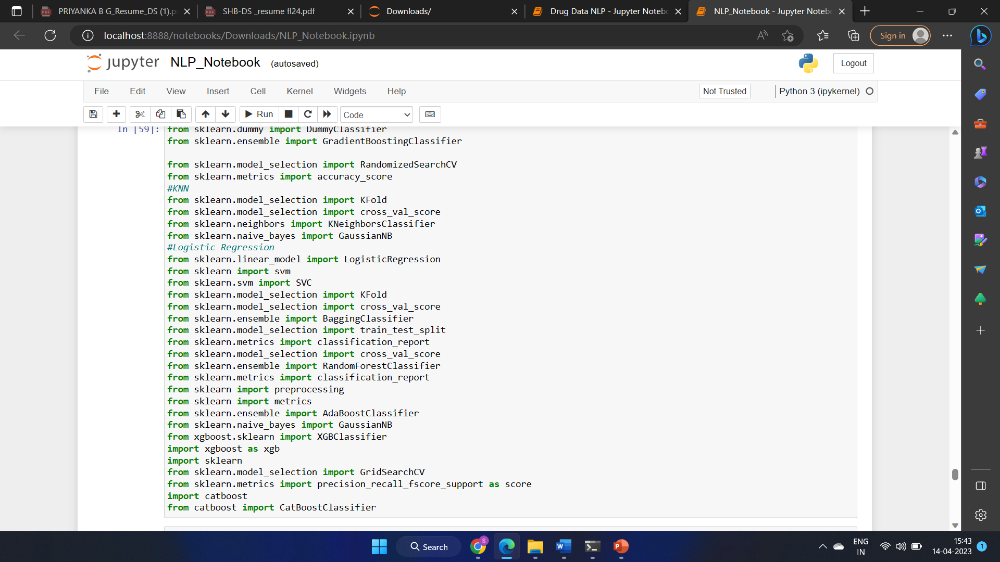 PRIYANKA B G_Resume_DS (1).p
SHB-DS _resume fl24.pdf
Downloads/
Drug Data NLP - Jupyter Notebo
NLP_Notebook - Jupyter Notebo
localhost:8888/notebooks/Downloads/NLP_Notebook.ipynb
Sign in
jupyter NLP_Notebook (autosaved)
Logout
File Edit View Insert Cell Kernel Widgets Help
Not Trusted
Python 3 (ipykernel)
Run
Code
In [59]:
from sklearn.dummy import DummyClassifier
from sklearn.ensemble import GradientBoostingClassifier
from sklearn.model_selection import RandomizedSearchCV
from sklearn.metrics import accuracy_score
#KNN
from sklearn.model_selection import KFold
from sklearn.model_selection import cross_val_score
from sklearn.neighbors import KNeighborsClassifier
from sklearn.naive_bayes import GaussianNB
#Logistic Regression
from sklearn.linear_model import LogisticRegression
from sklearn import svm
from sklearn.svm import SVC
from sklearn.model_selection import KFold
from sklearn.model_selection import cross_val_score
from sklearn.ensemble import BaggingClassifier
from sklearn.model_selection import train_test_split
from sklearn.metrics import classification_report
from sklearn.model_selection import cross_val_score
from sklearn.ensemble import RandomForestClassifier
from sklearn.metrics import classification_report
from sklearn import preprocessing
from sklearn import metrics
from sklearn.ensemble import AdaBoostClassifier
from sklearn.naive_bayes import GaussianNB
from xgboost.sklearn import XGBClassifier
import xgboost as xgb
import sklearn
from sklearn.model_selection import GridSearchCV
from sklearn.metrics import precision_recall_fscore_support as score
import catboost
from catboost import CatBoostClassifier
Search
S
ENG
IN
15:43
14-04-2023
1